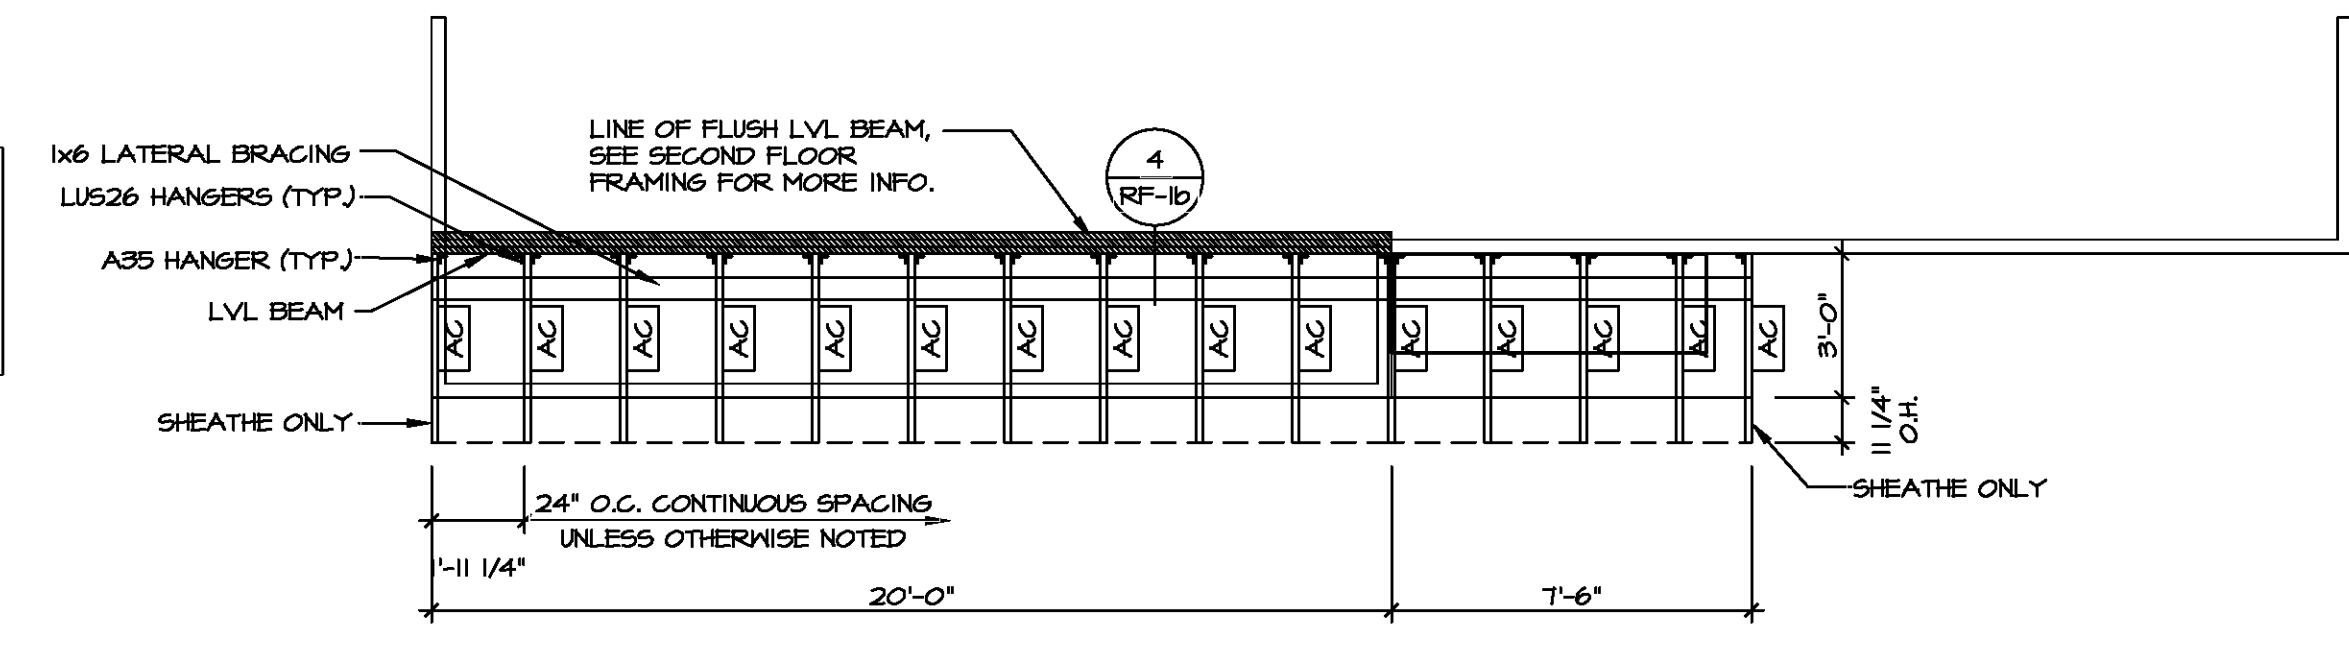 LINE OF FLUSH LVL BEAM,
SEE SECOND FLOOR
FRAMING FOR MORE INFO.
4
RF-1b
1x6 LATERAL BRACING
LUS26 HANGERS (TYP.)
A35 HANGER (TYP.)
LVL BEAM
AC
AC
AC
AC
AC
AC
AC
AC
AC
AC
AC
AC
AC
AC
3'-0"
11 1/4"
O.H.
SHEATHE ONLY
SHEATHE ONLY
24" O.C. CONTINUOUS SPACING
UNLESS OTHERWISE NOTED
1'-11 1/4"
20'-0"
7'-6"